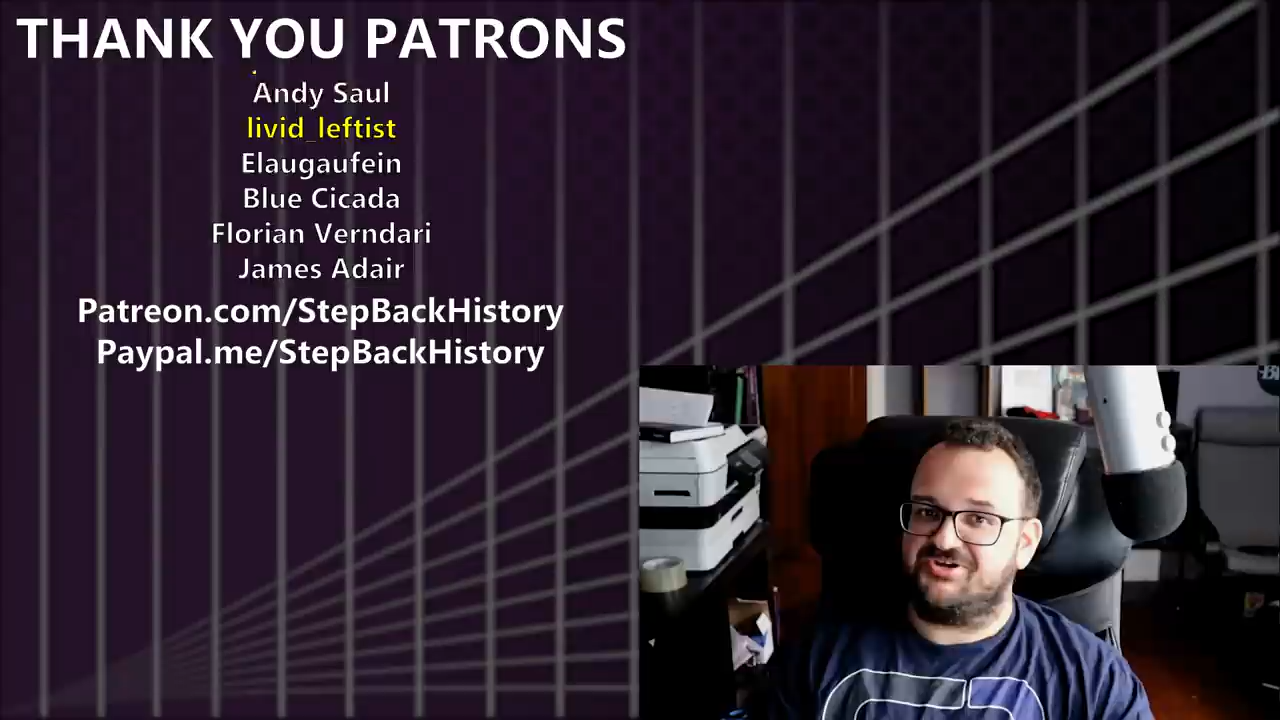 THANK YOU PATRONS
Andy Saul
livid_leftist
Elaugaufein
Blue Cicada
Florian Verndari
James Adair
Patreon.com/StepBackHistory
Paypal.me/StepBackHistory